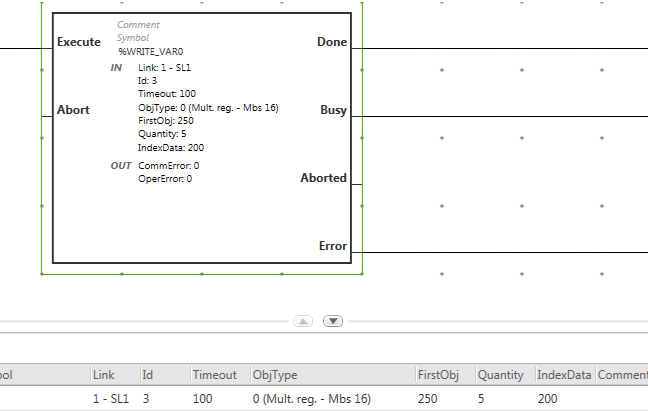 Comment
Symbol
%WRITE_VAR0
Execute
Done
IN Link: 1 - SL1
Id: 3
Timeout: 100
ObjType: 0 (Mult. reg. - Mbs 16)
Abort
Busy
FirstObj: 250
Quantity: 5
IndexData: 200
OUT CommError: 0
OperError: 0
Aborted
Error
bol Link Id Timeout ObjType FirstObj Quantity IndexData Comment
1 - SL1 3 100 0 (Mult. reg. - Mbs 16) 250 5 200